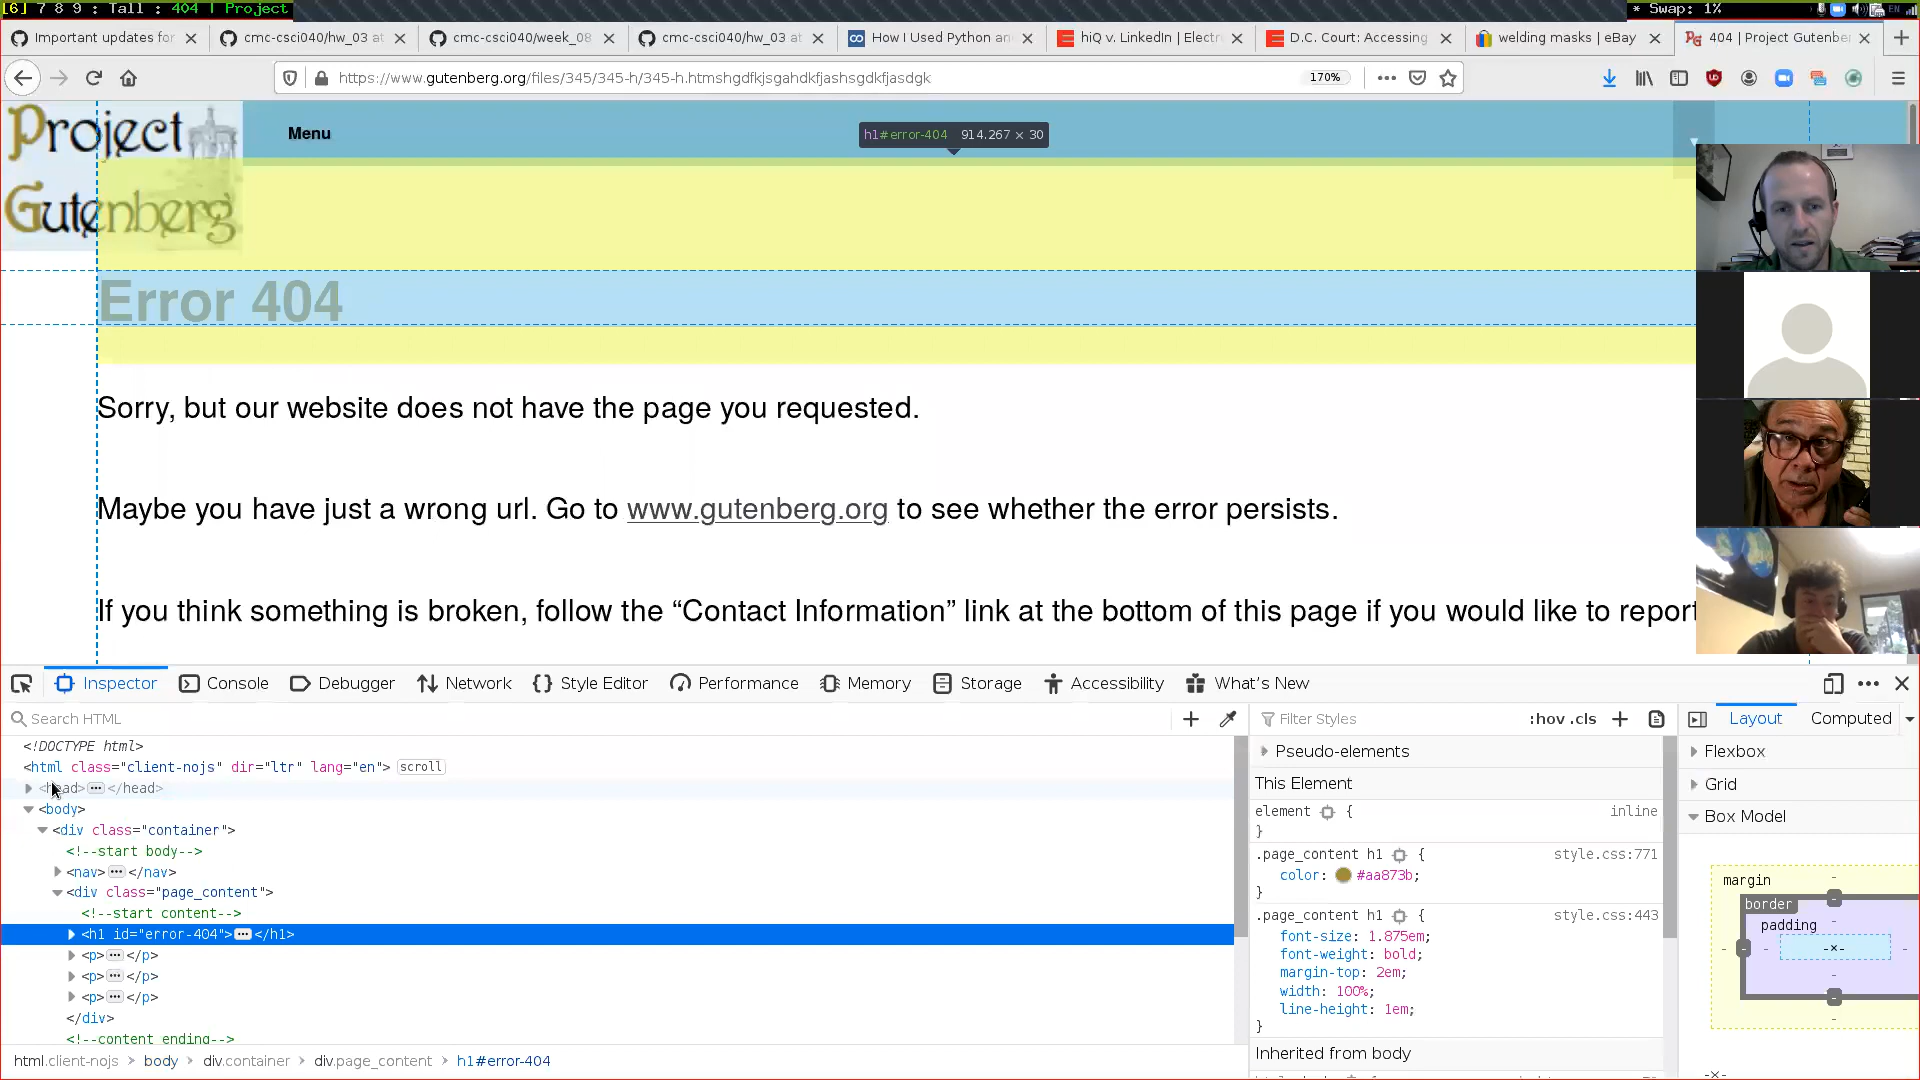 [6] 7 8 9 : Tall : 404 | Project
* Swap: 1%
Important updates for
cmc-csci040/hw_03 at
cmc-csci040/week_08
cmc-csci040/hw_03 at
How I Used Python an
hiQ v. LinkedIn | Electr
D.C. Court: Accessing
welding masks | eBay
404 | Project Gutenbe
https://www.gutenberg.org/files/345/345-h/345-h.htmshgdfkjsgahdkfjashsgdkfjasdgk
170%
Project
Gutenberg
Menu
h1#error-404 914.267 × 30
Error 404
Sorry, but our website does not have the page you requested.
Maybe you have just a wrong url. Go to www.gutenberg.org to see whether the error persists.
If you think something is broken, follow the “Contact Information” link at the bottom of this page if you would like to report
Inspector
Console
Debugger
Network
Style Editor
Performance
Memory
Storage
Accessibility
What's New
Search HTML
Filter Styles
:hov .cls
Layout
Computed
<!DOCTYPE html>
<html class="client-nojs" dir="ltr" lang="en"> scroll
<head> ... </head>
<body>
<div class="container">
<!--start body-->
<nav> ... </nav>
<div class="page_content">
<!--start content-->
<h1 id="error-404"> ... </h1>
<p> ... </p>
<p> ... </p>
<p> ... </p>
</div>
<!--content ending-->
Pseudo-elements
This Element
element {
inline
}
.page_content h1 {
style.css:771
color: #aa873b;
}
.page_content h1 {
style.css:443
font-size: 1.875em;
font-weight: bold;
margin-top: 2em;
width: 100%;
line-height: 1em;
}
Inherited from body
Flexbox
Grid
Box Model
margin
border
padding
-×-
-×-
html.client-nojs > body > div.container > div.page_content > h1#error-404